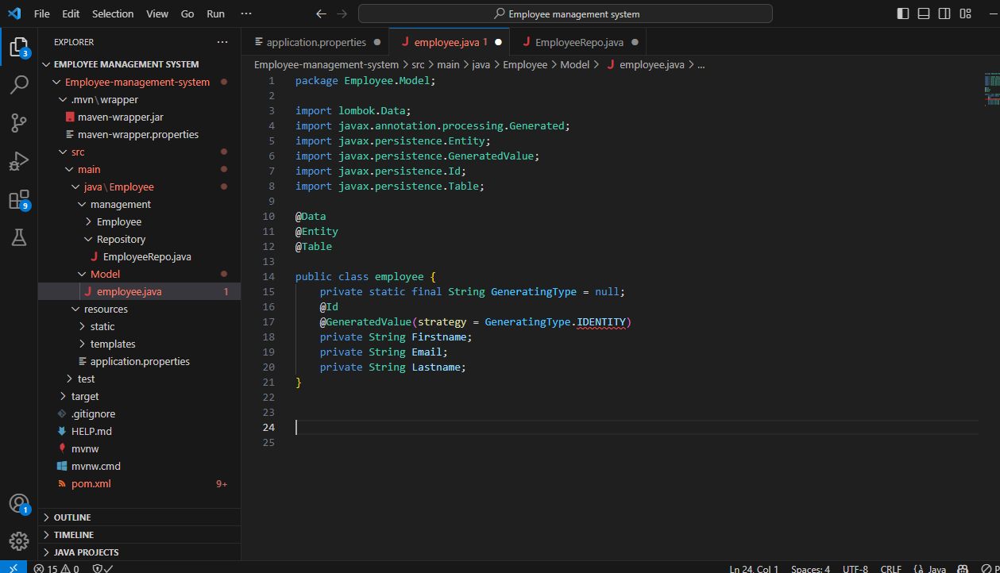 File Edit Selection View Go Run ···
Employee management system
EXPLORER ···
EMPLOYEE MANAGEMENT SYSTEM
Employee-management-system
.mvn\wrapper
maven-wrapper.jar
maven-wrapper.properties
src
main
java\Employee
management
Employee
Repository
EmployeeRepo.java
Model
employee.java 1
resources
static
templates
application.properties
test
target
.gitignore
HELP.md
mvnw
mvnw.cmd
pom.xml 9+
OUTLINE
TIMELINE
JAVA PROJECTS
3
9
1
application.properties
employee.java 1
EmployeeRepo.java
Employee-management-system > src > main > java > Employee > Model > employee.java > ...
1 package Employee.Model;
2
3 import lombok.Data;
4 import javax.annotation.processing.Generated;
5 import javax.persistence.Entity;
6 import javax.persistence.GeneratedValue;
7 import javax.persistence.Id;
8 import javax.persistence.Table;
9
10 @Data
11 @Entity
12 @Table
13
14 public class employee {
15     private static final String GeneratingType = null;
16     @Id
17     @GeneratedValue(strategy = GeneratingType.IDENTITY)
18     private String Firstname;
19     private String Email;
20     private String Lastname;
21 }
22
23
24
25
15 0
Ln 24, Col 1 Spaces: 4 UTF-8 CRLF {} Java